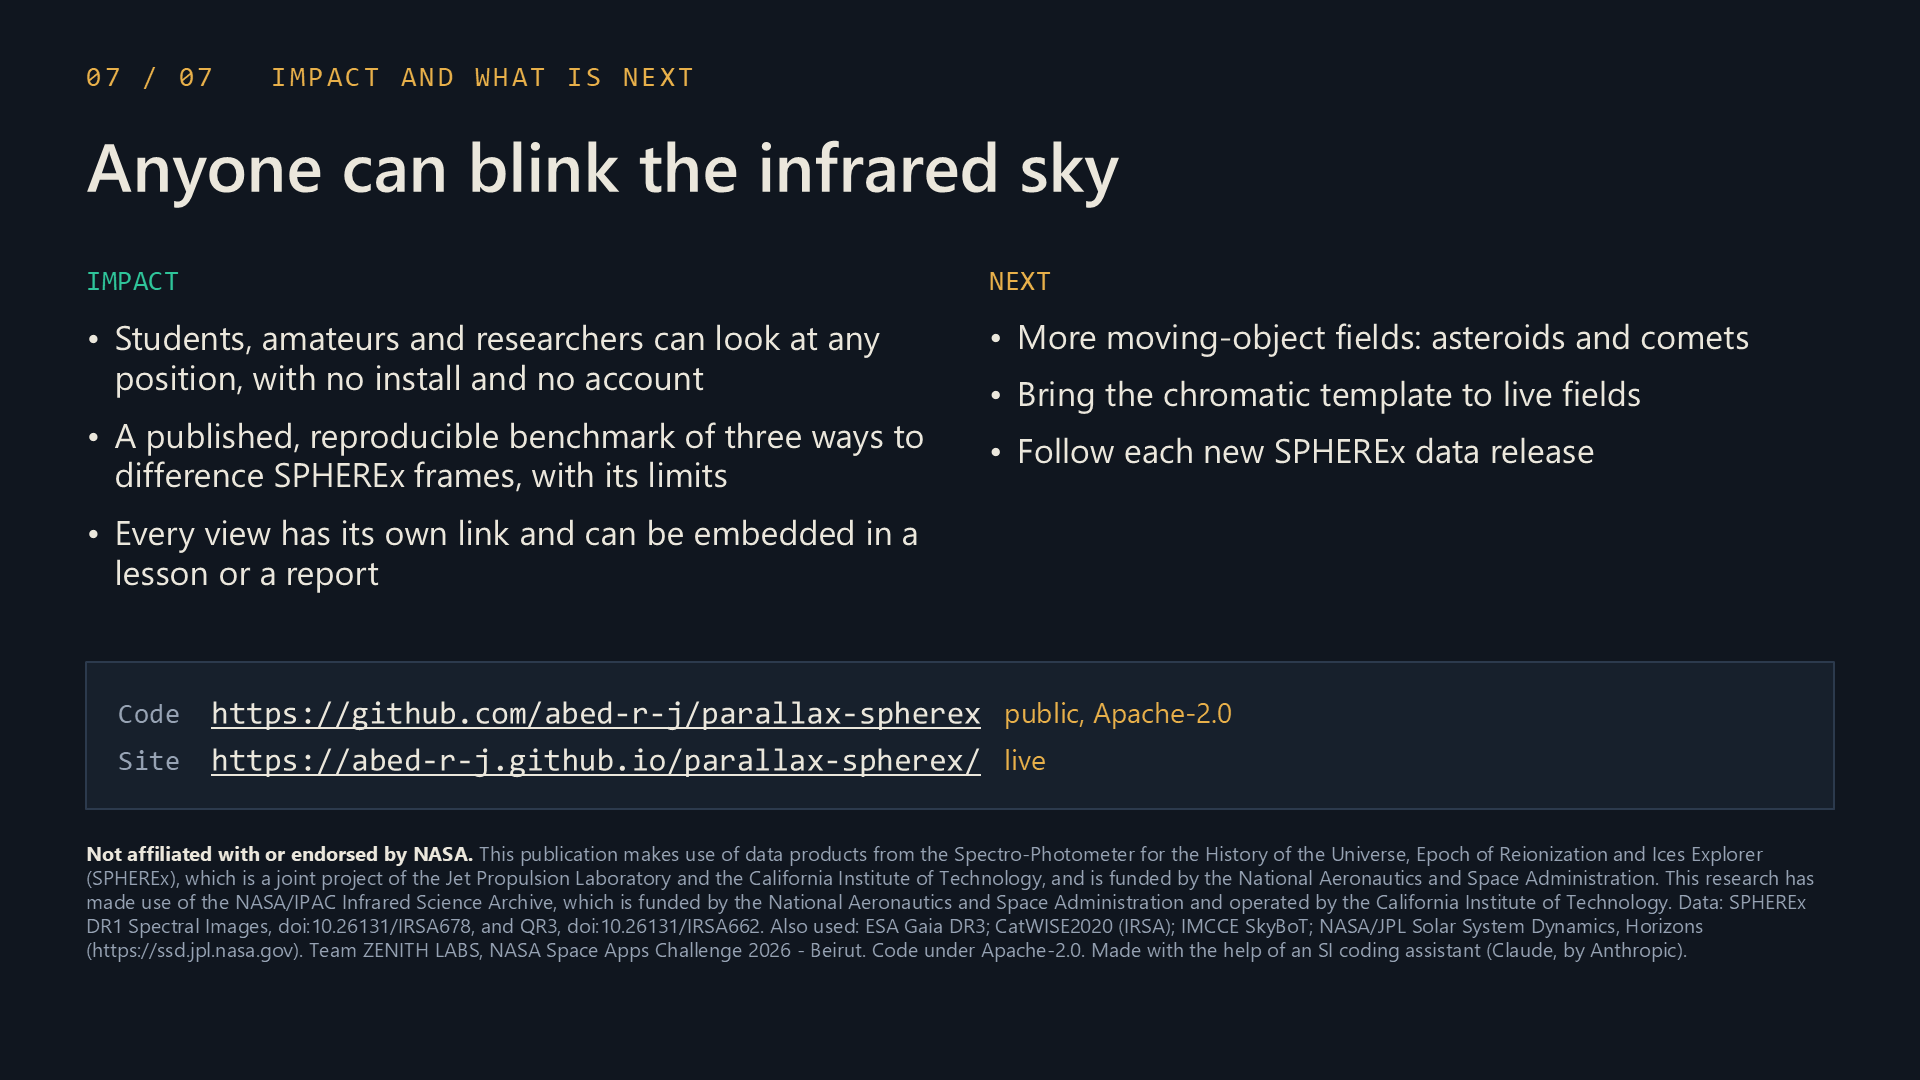 07 / 07 IMPACT AND WHAT IS NEXT
Anyone can blink the infrared sky
IMPACT
• Students, amateurs and researchers can look at any
position, with no install and no account
• A published, reproducible benchmark of three ways to
difference SPHEREx frames, with its limits
• Every view has its own link and can be embedded in a
lesson or a report
NEXT
• More moving-object fields: asteroids and comets
• Bring the chromatic template to live fields
• Follow each new SPHEREx data release
Code https://github.com/abed-r-j/parallax-spherex public, Apache-2.0
Site https://abed-r-j.github.io/parallax-spherex/ live
Not affiliated with or endorsed by NASA. This publication makes use of data products from the Spectro-Photometer for the History of the Universe, Epoch of Reionization and Ices Explorer
(SPHEREx), which is a joint project of the Jet Propulsion Laboratory and the California Institute of Technology, and is funded by the National Aeronautics and Space Administration. This research has
made use of the NASA/IPAC Infrared Science Archive, which is funded by the National Aeronautics and Space Administration and operated by the California Institute of Technology. Data: SPHEREx
DR1 Spectral Images, doi:10.26131/IRSA678, and QR3, doi:10.26131/IRSA662. Also used: ESA Gaia DR3; CatWISE2020 (IRSA); IMCCE SkyBoT; NASA/JPL Solar System Dynamics, Horizons
(https://ssd.jpl.nasa.gov). Team ZENITH LABS, NASA Space Apps Challenge 2026 - Beirut. Code under Apache-2.0. Made with the help of an SI coding assistant (Claude, by Anthropic).